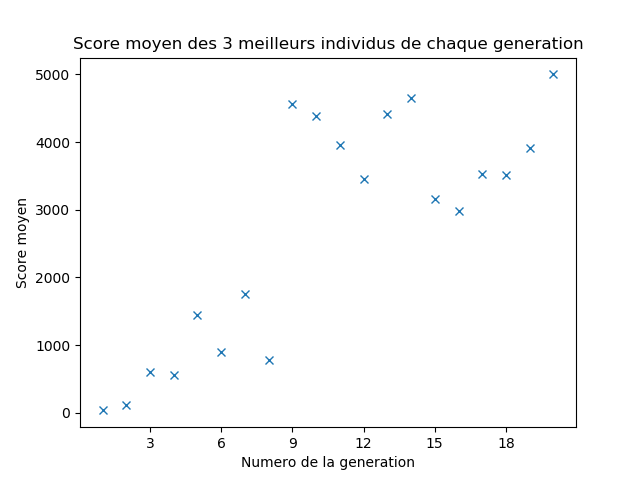 Score moyen des 3 meilleurs individus de chaque generation
5000
4000
3000
2000
1000
0
Score moyen
3 6 9 12 15 18
Numero de la generation